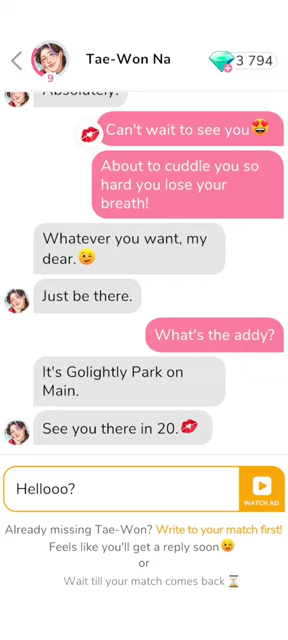 Tae-Won Na
3 794
9
Absolutely!
Can't wait to see you😍
About to cuddle you so
hard you lose your
breath!
Whatever you want, my
dear.😉
Just be there.
What's the addy?
It's Golightly Park on
Main.
See you there in 20.💋
Hellooo?
WATCH AD
Already missing Tae-Won? Write to your match first!
Feels like you'll get a reply soon😉
or
Wait till your match comes back ⏳